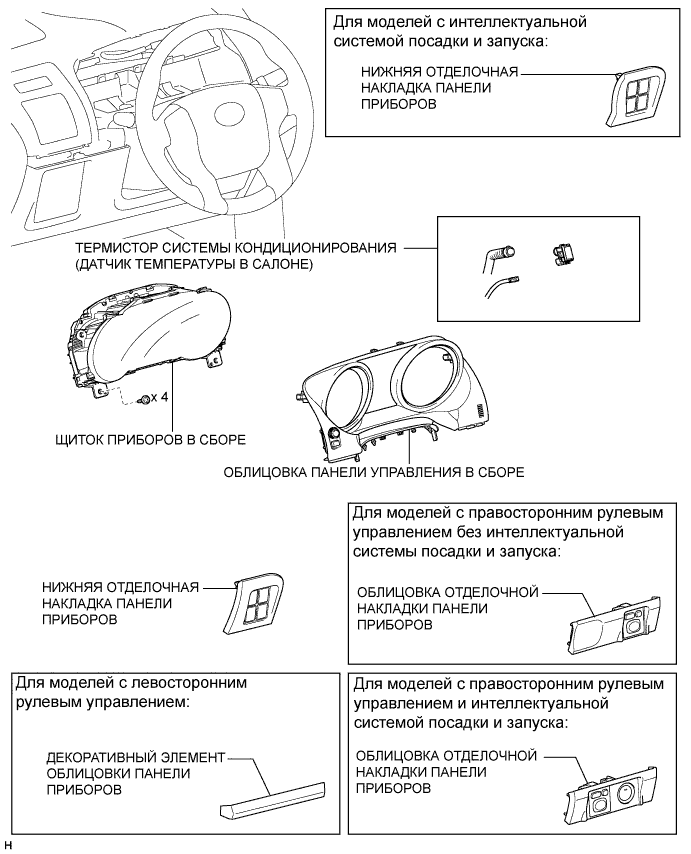 Для моделей с интеллектуальной
системой посадки и запуска:
НИЖНЯЯ ОТДЕЛОЧНАЯ
НАКЛАДКА ПАНЕЛИ
ПРИБОРОВ
ТЕРМИСТОР СИСТЕМЫ КОНДИЦИОНИРОВАНИЯ
(ДАТЧИК ТЕМПЕРАТУРЫ В САЛОНЕ)
x 4
ЩИТОК ПРИБОРОВ В СБОРЕ
ОБЛИЦОВКА ПАНЕЛИ УПРАВЛЕНИЯ В СБОРЕ
Для моделей с правосторонним рулевым
управлением без интеллектуальной
системы посадки и запуска:
НИЖНЯЯ ОТДЕЛОЧНАЯ
НАКЛАДКА ПАНЕЛИ
ПРИБОРОВ
ОБЛИЦОВКА ОТДЕЛОЧНОЙ
НАКЛАДКИ ПАНЕЛИ
ПРИБОРОВ
Для моделей с левосторонним
рулевым управлением:
ДЕКОРАТИВНЫЙ ЭЛЕМЕНТ
ОБЛИЦОВКИ ПАНЕЛИ
ПРИБОРОВ
Для моделей с правосторонним рулевым
управлением и интеллектуальной
системой посадки и запуска:
ОБЛИЦОВКА ОТДЕЛОЧНОЙ
НАКЛАДКИ ПАНЕЛИ
ПРИБОРОВ
H